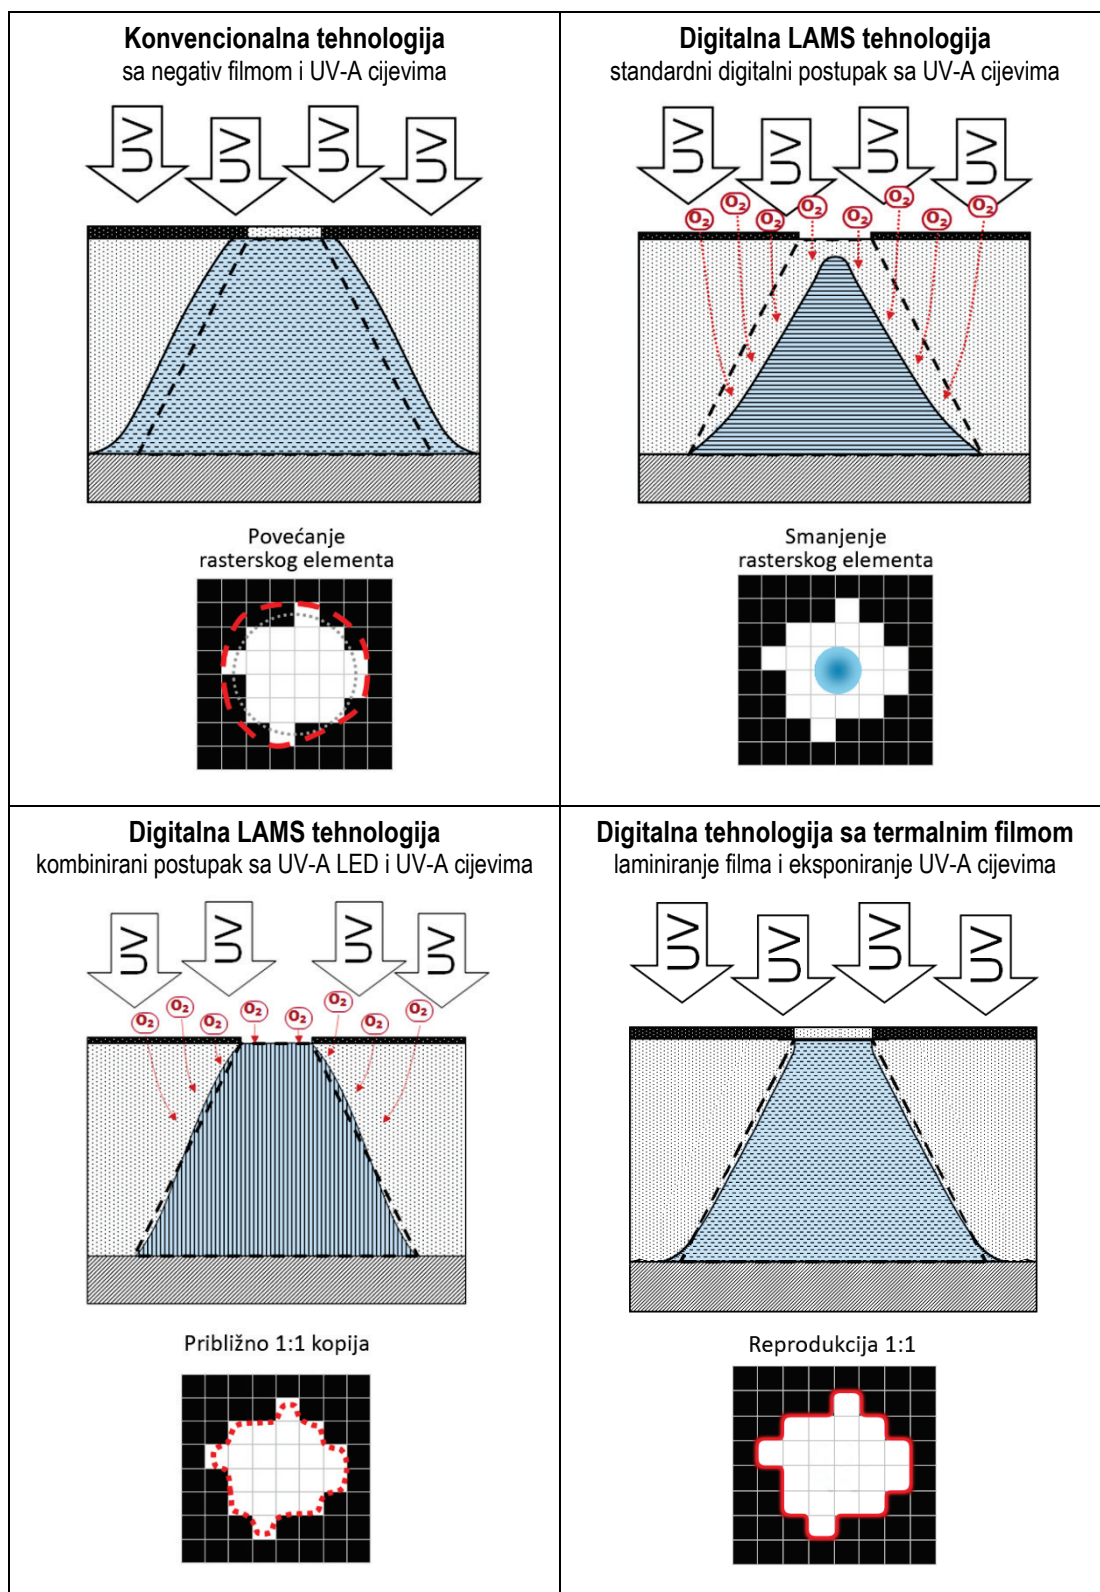 Konvencionalna tehnologija
sa negativ filmom i UV-A cijevima
UV UV UV UV
Povećanje
rasterskog elementa
Digitalna LAMS tehnologija
standardni digitalni postupak sa UV-A cijevima
UV UV UV UV
O₂ O₂ O₂ O₂ O₂ O₂ O₂ O₂
Smanjenje
rasterskog elementa
Digitalna LAMS tehnologija
kombinirani postupak sa UV-A LED i UV-A cijevima
UV UV UV UV
O₂ O₂ O₂ O₂ O₂ O₂ O₂ O₂
Približno 1:1 kopija
Digitalna tehnologija sa termalnim filmom
laminiranje filma i eksponiranje UV-A cijevima
UV UV UV UV
Reprodukcija 1:1